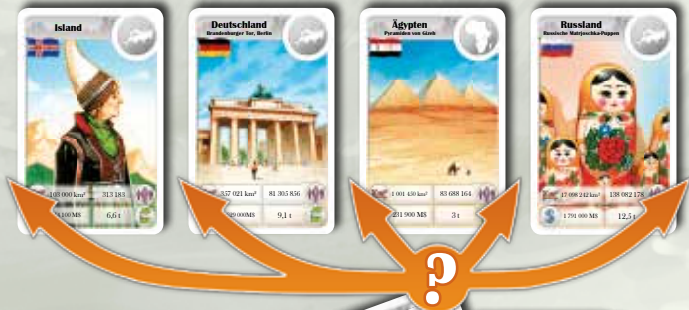 Island
103 000 km² 313 183
6,6 t
Deutschland
Brandenburger Tor, Berlin
357 021 km² 81 305 856
9,1 t
Ägypten
Pyramiden von Gizeh
1 001 450 km² 83 688 164
231 900 M$ 3 t
Russland
Russische Matrjoschka-Puppen
17 098 242 km² 138 082 178
1 791 000 M$ 12,5 t
?